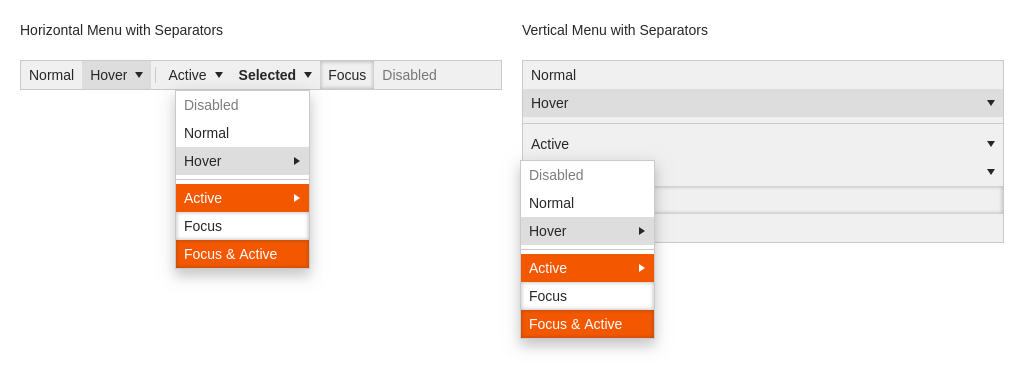 Horizontal Menu with Separators
Normal Hover Active Selected Focus Disabled
Disabled
Normal
Hover
Active
Focus
Focus & Active
Vertical Menu with Separators
Normal
Hover
Active
Disabled
Normal
Hover
Active
Focus
Focus & Active